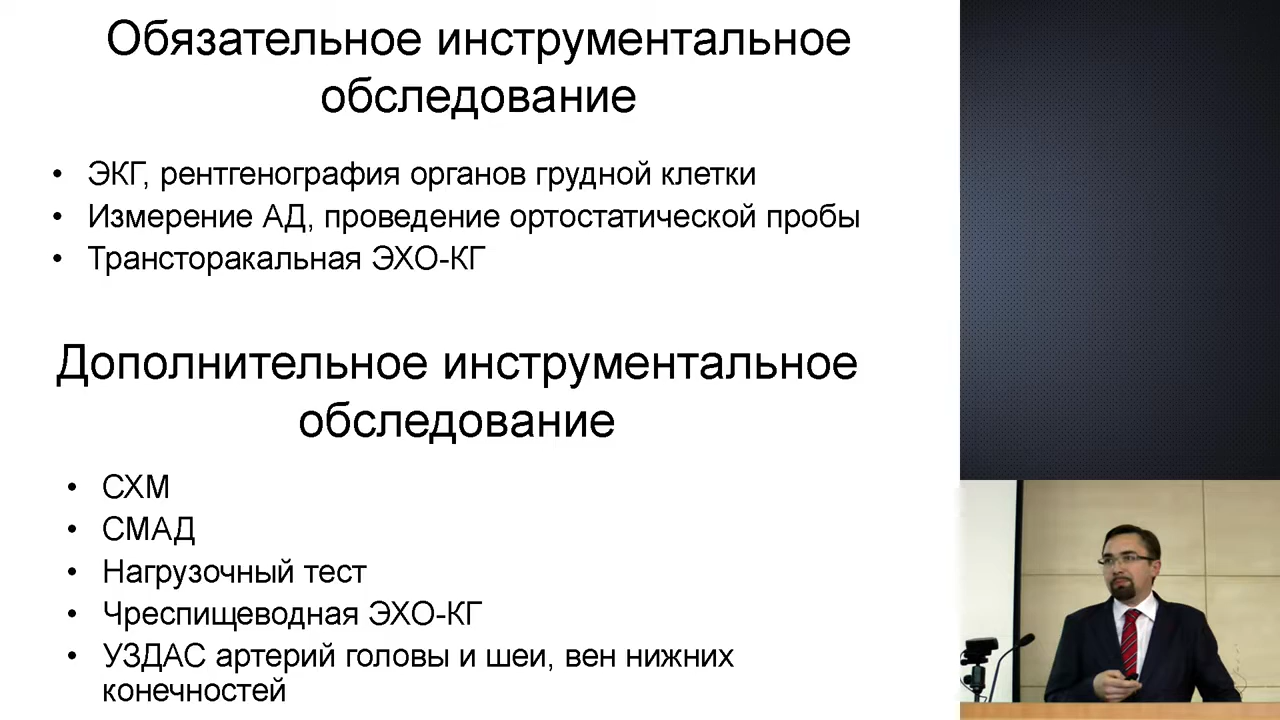 Обязательное инструментальное
обследование
• ЭКГ, рентгенография органов грудной клетки
• Измерение АД, проведение ортостатической пробы
• Трансторакальная ЭХО-КГ
Дополнительное инструментальное
обследование
• СХМ
• СМАД
• Нагрузочный тест
• Чреспищеводная ЭХО-КГ
• УЗДАС артерий головы и шеи, вен нижних
конечностей